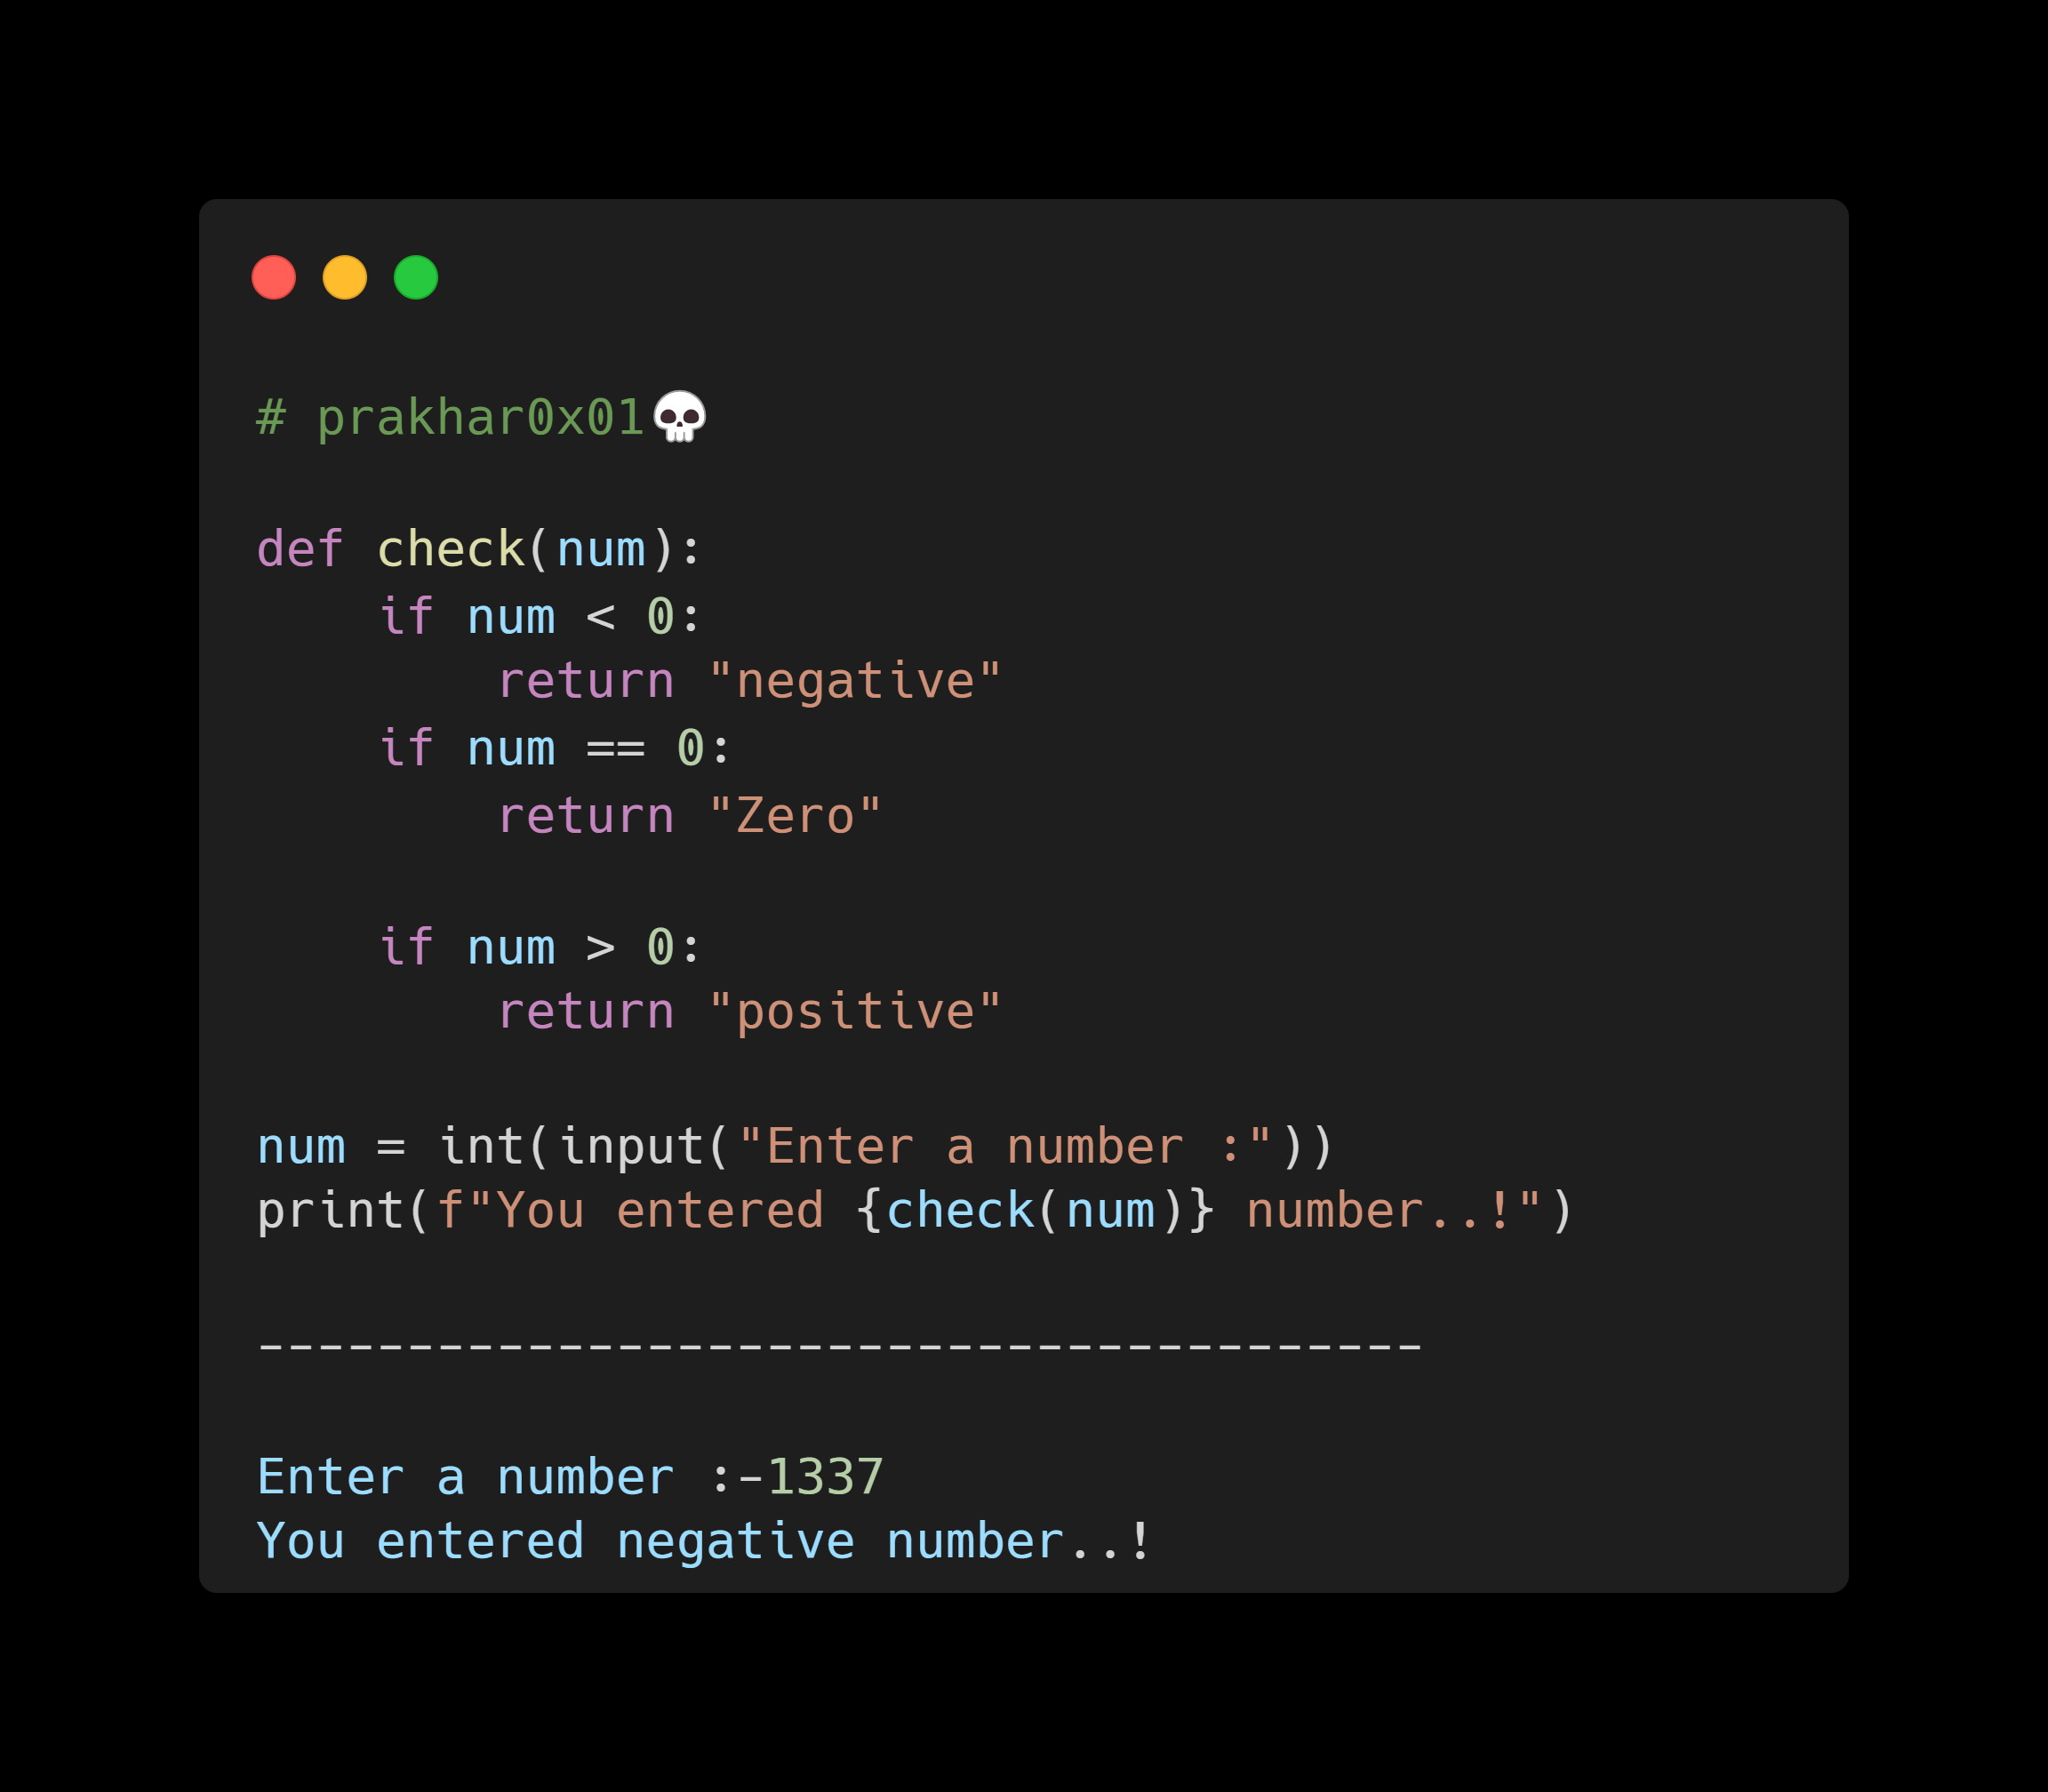 # prakhar0x01💀
def check(num):
    if num < 0:
        return "negative"
    if num == 0:
        return "Zero"
    if num > 0:
        return "positive"
num = int(input("Enter a number :"))
print(f"You entered {check(num)} number..!")
---------------------------------------
Enter a number :-1337
You entered negative number..!